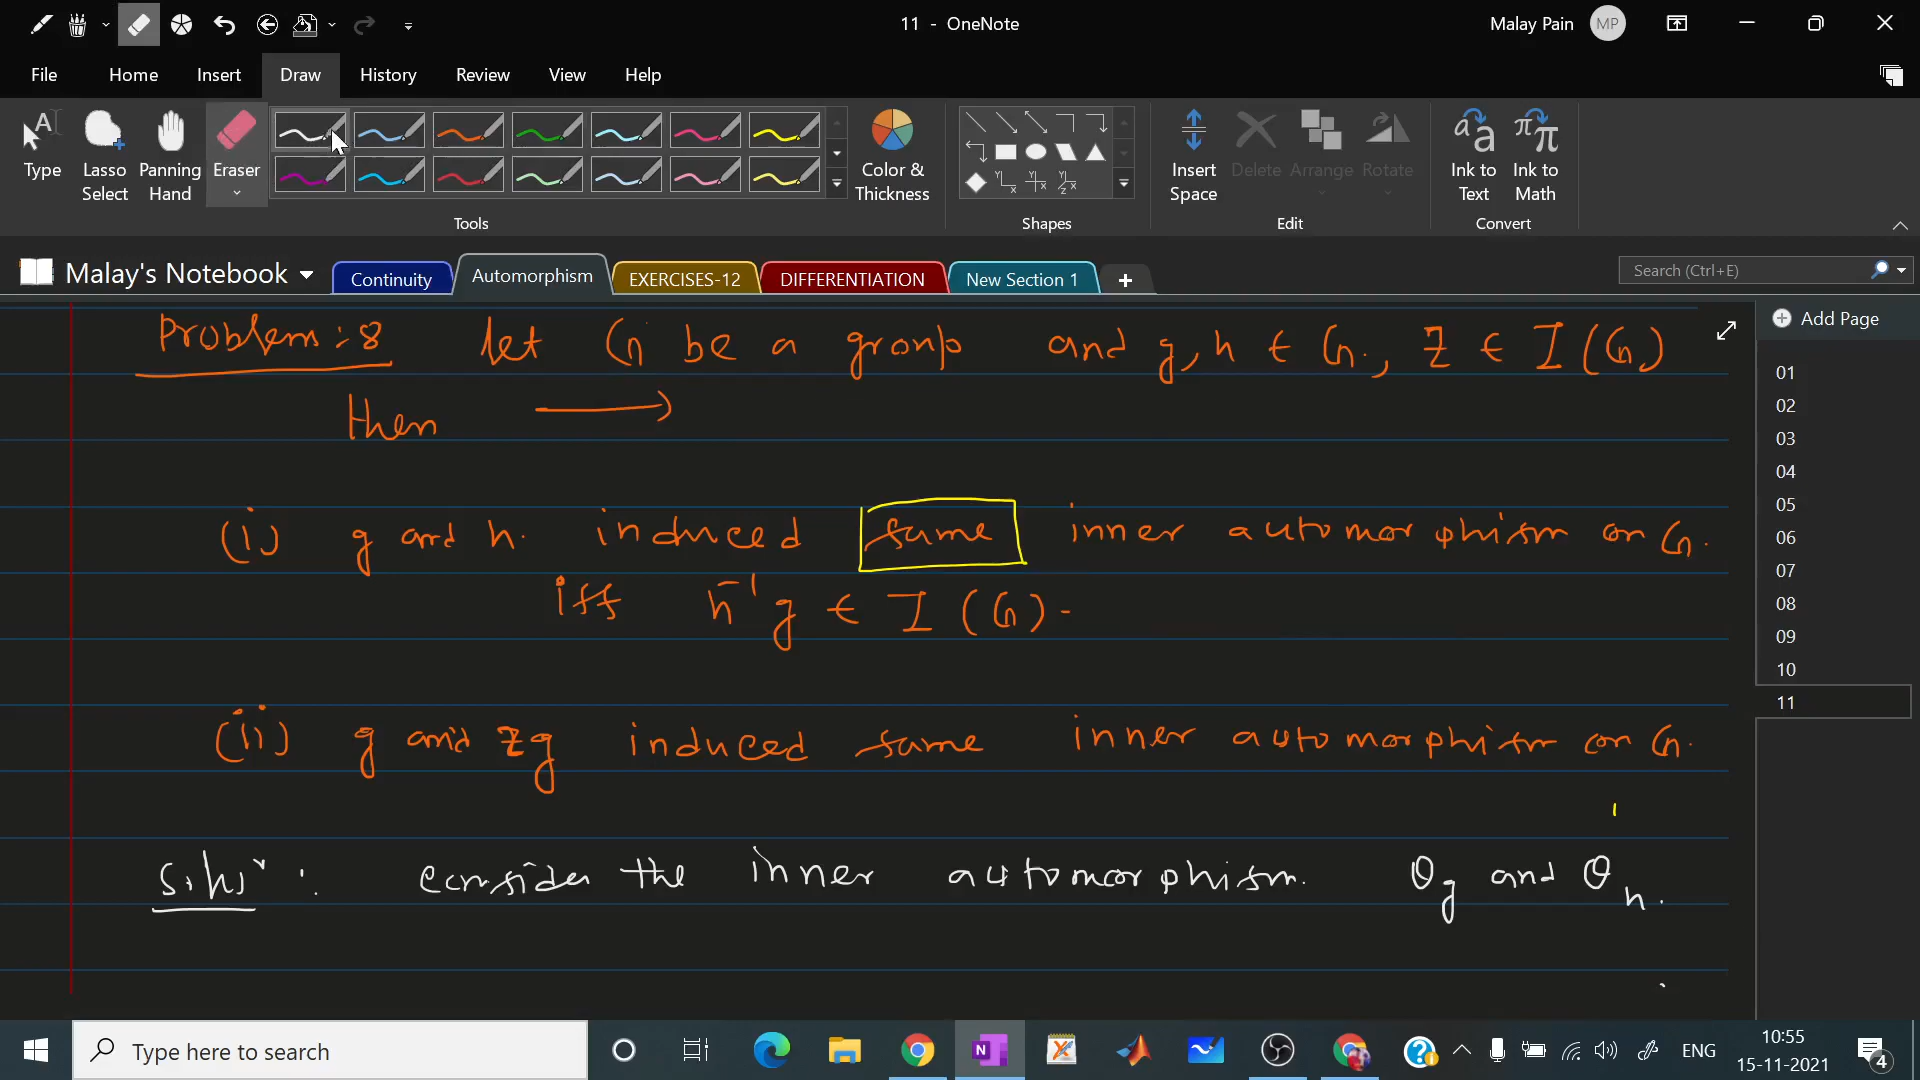 11 - OneNote
Malay Pain
MP
File Home Insert Draw History Review View Help
Type
Lasso Select
Panning Hand
Eraser
Color & Thickness
Insert Space
Delete
Arrange
Rotate
Ink to Text
Ink to Math
Tools
Shapes
Edit
Convert
Malay's Notebook
Continuity
Automorphism
EXERCISES-12
DIFFERENTIATION
New Section 1
Search (Ctrl+E)
Add Page
Problem: 8 let G be a group and g, h ∈ G., Z ∈ I (G)
then →
(i) g and h. induced same inner automorphism on G.
iff h⁻¹g ∈ I (G) -
(ii) g and zg induced same inner automorphism on G.
consider the inner automorphism. θg and θh.
01
02
03
04
05
06
07
08
09
10
11
Type here to search
ENG
10:55
15-11-2021
4